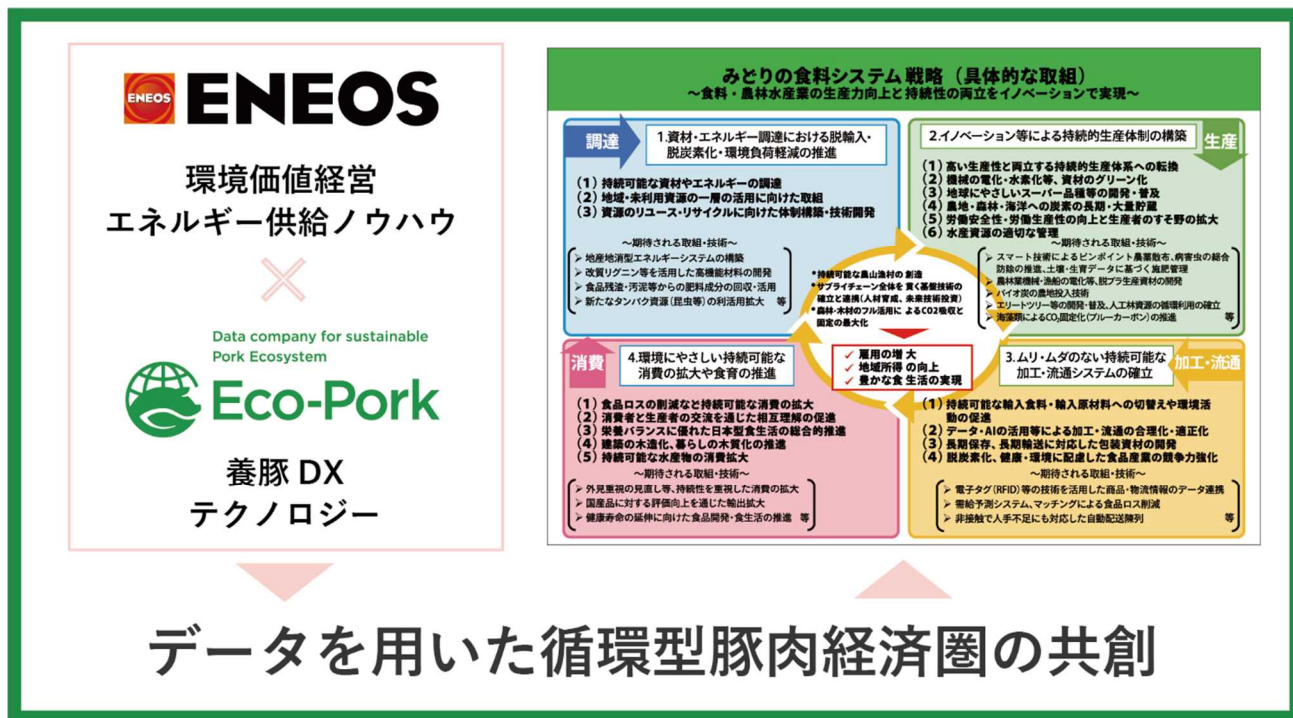 ENEOS
ENEOS
環境価値経営
エネルギー供給ノウハウ
Data company for sustainable
Pork Ecosystem
Eco-Pork
養豚 DX
テクノロジー
みどりの食料システム戦略（具体的な取組）
～食料・農林水産業の生産力向上と持続性の両立をイノベーションで実現～
調達
1.資材・エネルギー調達における脱輸入・
脱炭素化・環境負荷軽減の推進
（1）持続可能な資材やエネルギーの調達
（2）地域・未利用資源の一層の活用に向けた取組
（3）資源のリユース・リサイクルに向けた体制構築・技術開発
～期待される取組・技術～
➢ 地産地消型エネルギーシステムの構築
➢ 改質リグニン等を活用した高機能材料の開発
➢ 食品残渣・汚泥等からの肥料成分の回収・活用
➢ 新たなタンパク資源（昆虫等）の利活用拡大 等
2.イノベーション等による持続的生産体制の構築
生産
（1）高い生産性と両立する持続的生産体系への転換
（2）機械の電化・水素化等、資材のグリーン化
（3）地球にやさしいスーパー品種等の開発・普及
（4）農地・森林・海洋への炭素の長期・大量貯蔵
（5）労働安全性・労働生産性の向上と生産者のすそ野の拡大
（6）水産資源の適切な管理
～期待される取組・技術～
➢ スマート技術によるピンポイント農薬散布、病害虫の総合
防除の推進、土壌・生育データに基づく施肥管理
➢ 農林業機械・漁船の電化等、脱プラ生産資材の開発
➢ バイオ炭の農地投入技術
➢ エリートツリー等の開発・普及、人工林資源の循環利用の確立
➢ 海藻類によるCO₂固定化（ブルーカーボン）の推進 等
•持続可能な農山漁村の 創造
•サプライチェーン全体を 貫く基盤技術の
確立と連携（人材育成、未来技術投資）
•森林・木材のフル活用に よるCO2吸収と
固定の最大化
✓ 雇用の増 大
✓ 地域所得 の向上
✓ 豊かな食 生活の実現
消費
4.環境にやさしい持続可能な
消費の拡大や食育の推進
（1）食品ロスの削減など持続可能な消費の拡大
（2）消費者と生産者の交流を通じた相互理解の促進
（3）栄養バランスに優れた日本型食生活の総合的推進
（4）建築の木造化、暮らしの木質化の推進
（5）持続可能な水産物の消費拡大
～期待される取組・技術～
➢ 外見重視の見直し等、持続性を重視した消費の拡大
➢ 国産品に対する評価向上を通じた輸出拡大
➢ 健康寿命の延伸に向けた食品開発・食生活の推進 等
3.ムリ・ムダのない持続可能な
加工・流通システムの確立
加工・流通
（1）持続可能な輸入食料・輸入原材料への切替えや環境活
動の促進
（2）データ・AIの活用等による加工・流通の合理化・適正化
（3）長期保存、長期輸送に対応した包装資材の開発
（4）脱炭素化、健康・環境に配慮した食品産業の競争力強化
～期待される取組・技術～
➢ 電子タグ（RFID）等の技術を活用した商品・物流情報のデータ連携
➢ 需給予測システム、マッチングによる食品ロス削減
➢ 非接触で人手不足にも対応した自動配送陳列 等
データを用いた循環型豚肉経済圏の共創